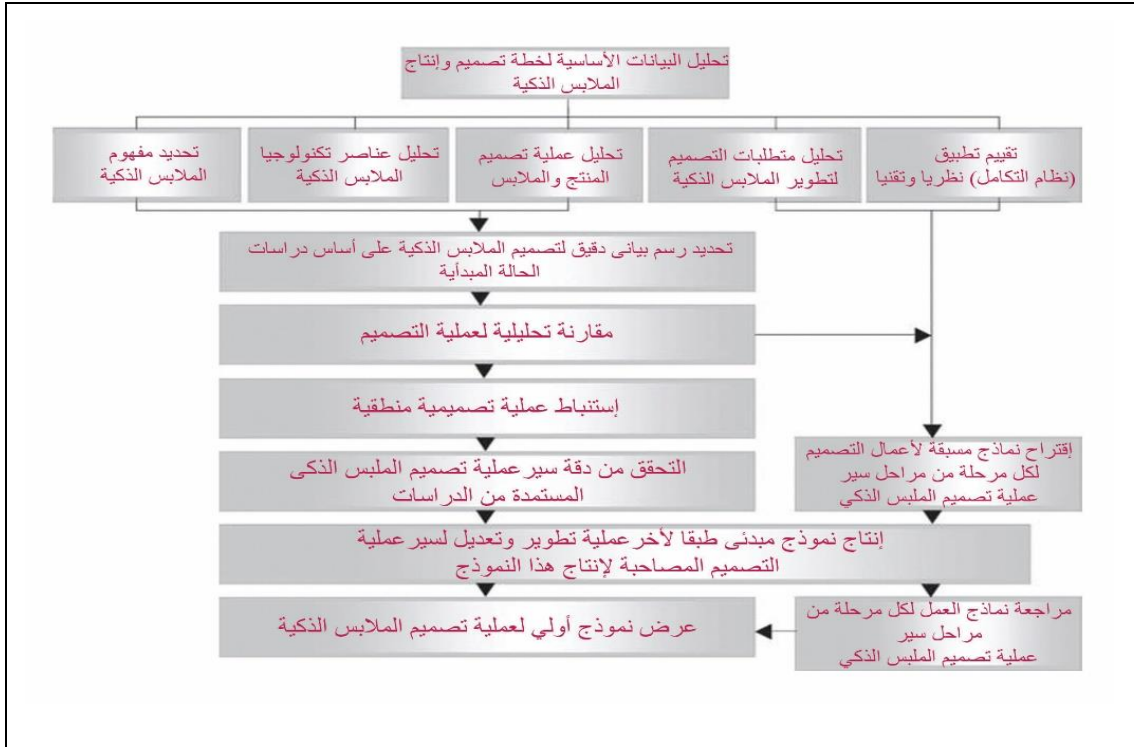 تحليل البيانات الأساسية لخطة تصميم وإنتاج
الملابس الذكية
تقييم تطبيق
(نظام التكامل) نظريا وتقنيا
تحليل متطلبات التصميم
لتطوير الملابس الذكية
تحليل عملية تصميم
المنتج والملابس
تحليل عناصر تكنولوجيا
الملابس الذكية
تحديد مفهوم
الملابس الذكية
تحديد رسم بيانى دقيق لتصميم الملابس الذكية على أساس دراسات
الحالة المبدأية
مقارنة تحليلية لعملية التصميم
إستنباط عملية تصميمية منطقية
إقتراح نماذج مسبقة لأعمال التصميم
لكل مرحلة من مراحل سير
عملية تصميم الملبس الذكي
التحقق من دقة سير عملية تصميم الملبس الذكى
المستمدة من الدراسات
إنتاج نموذج مبدئى طبقا لأخر عملية تطوير وتعديل لسير عملية
التصميم المصاحبة لإنتاج هذا النموذج
مراجعة نماذج العمل لكل مرحلة من
مراحل سير
عملية تصميم الملبس الذكي
عرض نموذج أولي لعملية تصميم الملابس الذكية